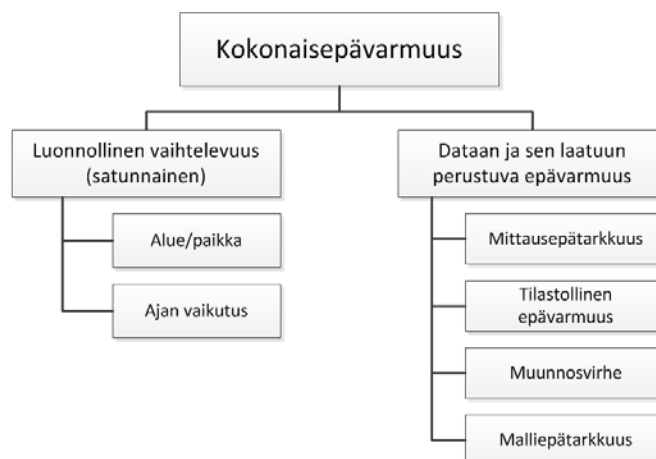 Kokonaisepävarmuus
Luonnollinen vaihtelevuus
(satunnainen)
Alue/paikka
Ajan vaikutus
Dataan ja sen laatuun
perustuva epävarmuus
Mittausepätarkkuus
Tilastollinen
epävarmuus
Muunnosvirhe
Malliepätarkkuus